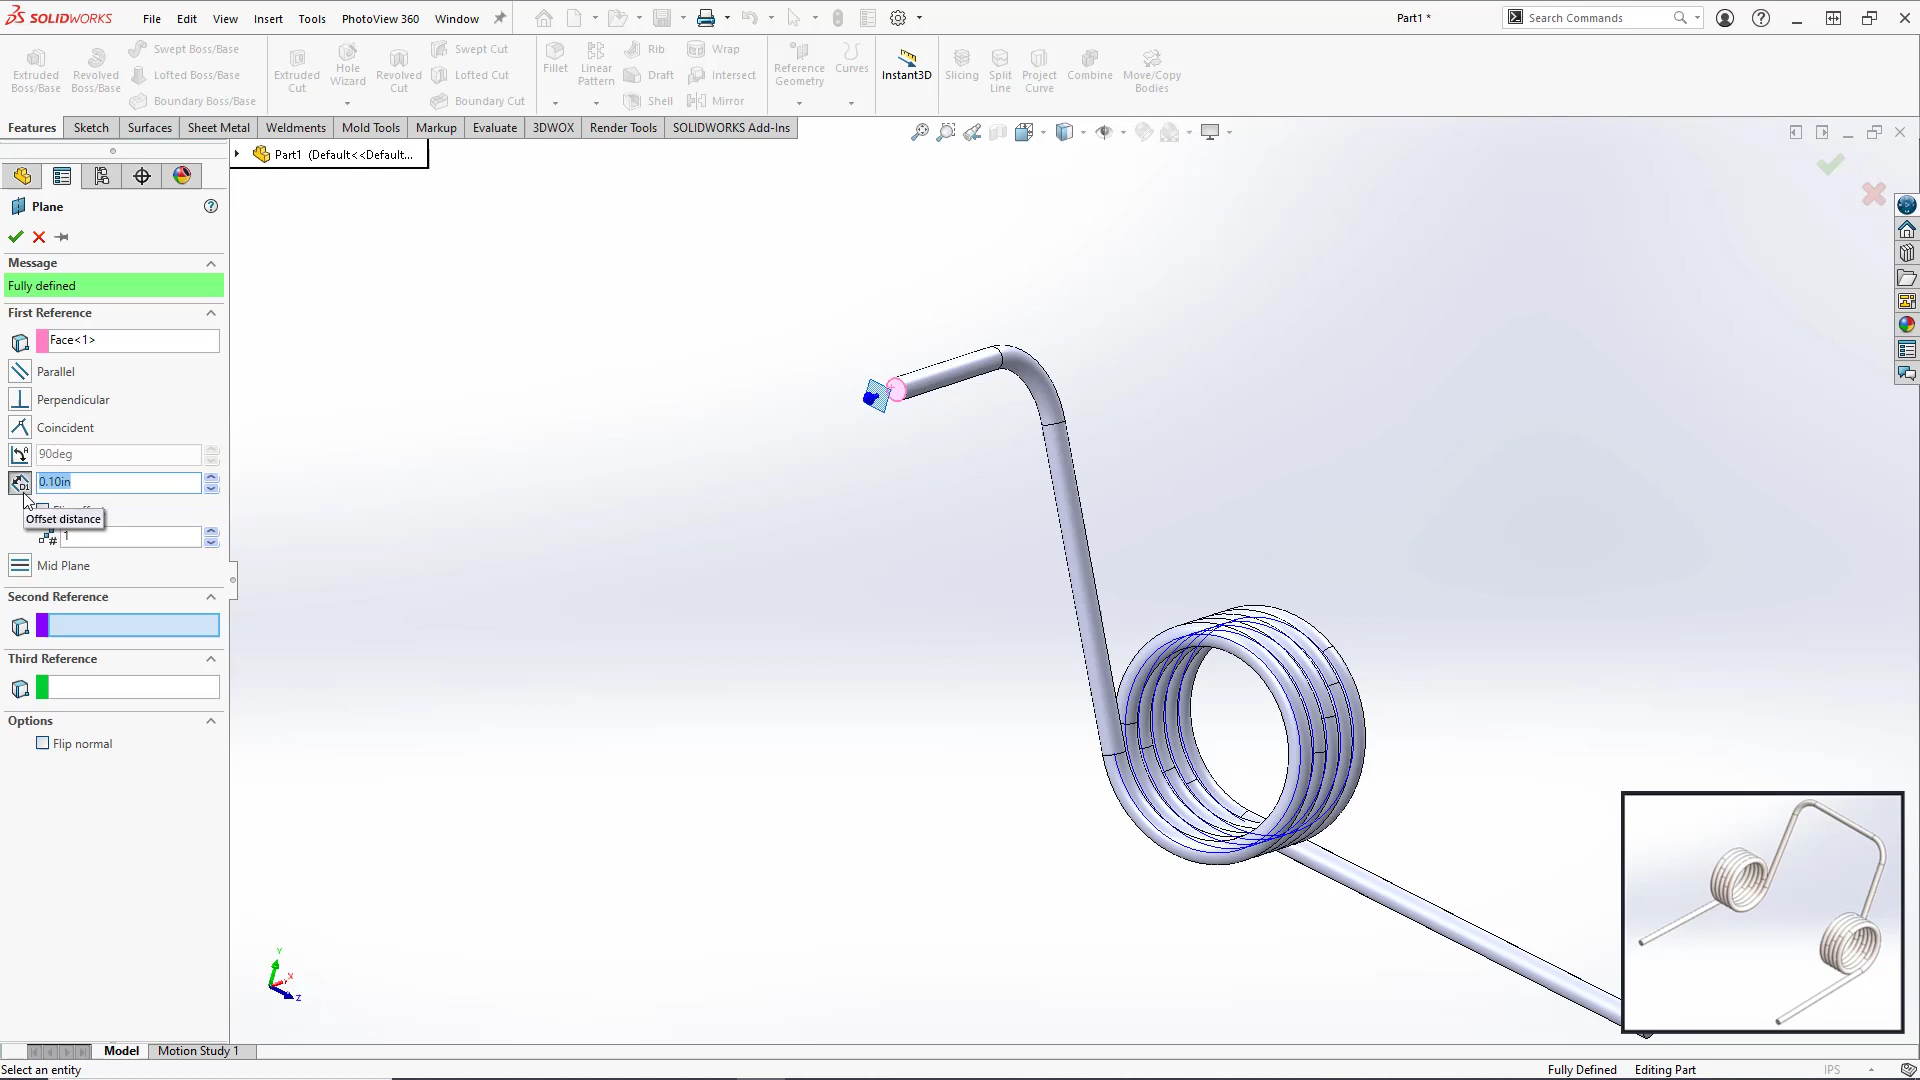 SOLIDWORKS File Edit View Insert Tools PhotoView 360 Window Part1 * Search Commands
Extruded Boss/Base
Revolved Boss/Base
Swept Boss/Base
Lofted Boss/Base
Boundary Boss/Base
Extruded Cut
Hole Wizard
Revolved Cut
Swept Cut
Lofted Cut
Boundary Cut
Fillet
Linear Pattern
Rib
Draft
Shell
Wrap
Intersect
Mirror
Reference Geometry
Curves
Instant3D
Slicing
Split Line
Project Curve
Combine
Move/Copy Bodies
Features Sketch Surfaces Sheet Metal Weldments Mold Tools Markup Evaluate 3DWOX Render Tools SOLIDWORKS Add-Ins
Part1 (Default<<Default...
Plane
Message
Fully defined
First Reference
Face<1>
Parallel
Perpendicular
Coincident
90deg
0.10in
Offset distance
1
Mid Plane
Second Reference
Third Reference
Options
Flip normal
Y
X
Z
Model Motion Study 1
Select an entity Fully Defined Editing Part IPS